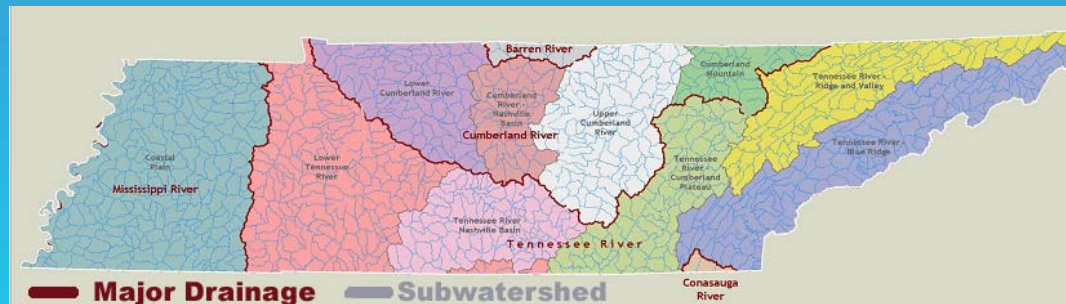 Barren River
Cumberland
Mountain
Tennessee River -
Ridge and Valley
Lower
Cumberland River
Cumberland
River -
Nashville
Basin
Upper
Cumberland
River
Cumberland River
Tennessee River -
Blue Ridge
Coastal
Plain
Mississippi River
Lower
Tennessee
River
Tennessee
River -
Cumberland
Plateau
Tennessee River -
Nashville Basin
Tennessee River
Conasauga
River
Major Drainage
Subwatershed